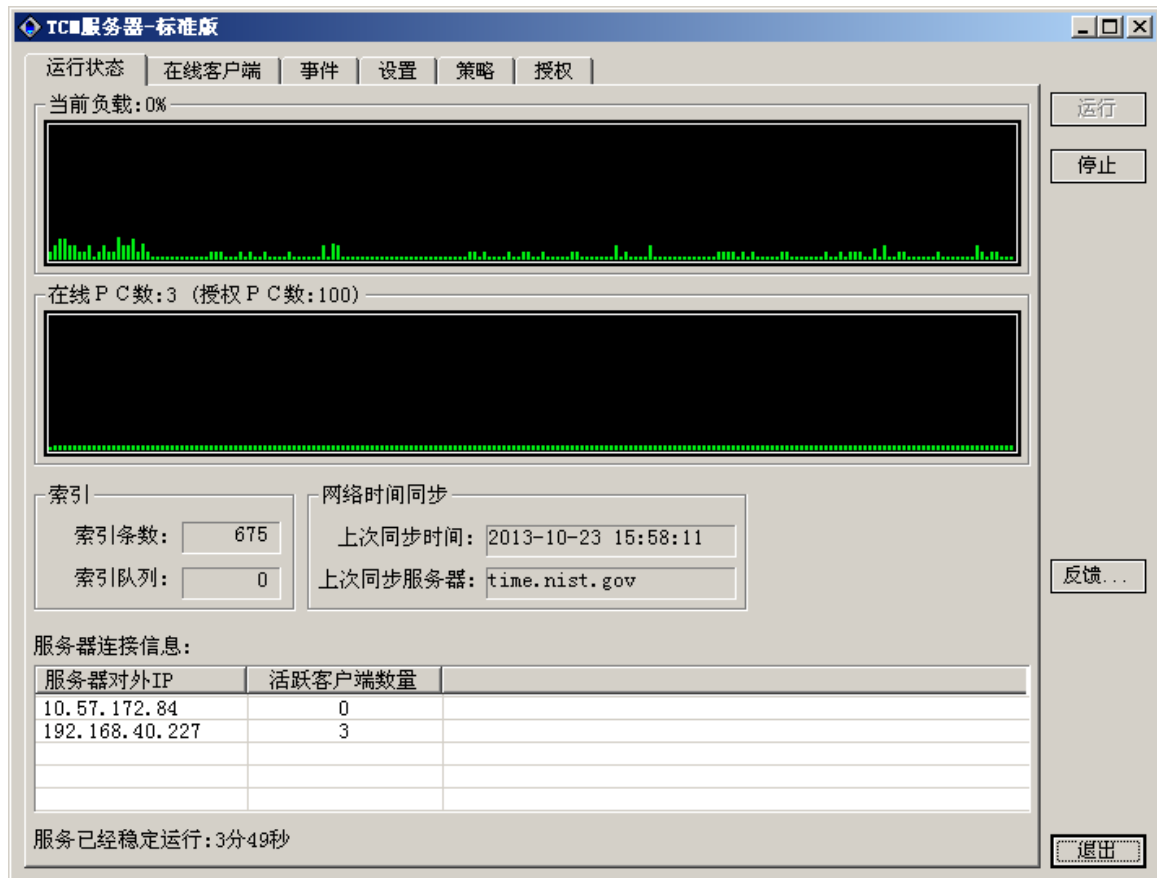 TCM服务器-标准版
运行状态 在线客户端 事件 设置 策略 授权
当前负载:0%
运行
停止
在线ＰＣ数:3 (授权ＰＣ数:100)
索引
索引条数: 675
索引队列: 0
网络时间同步
上次同步时间: 2013-10-23 15:58:11
上次同步服务器: time.nist.gov
反馈...
服务器连接信息:
服务器对外IP 活跃客户端数量
10.57.172.84 0
192.168.40.227 3
服务已经稳定运行:3分49秒
退出